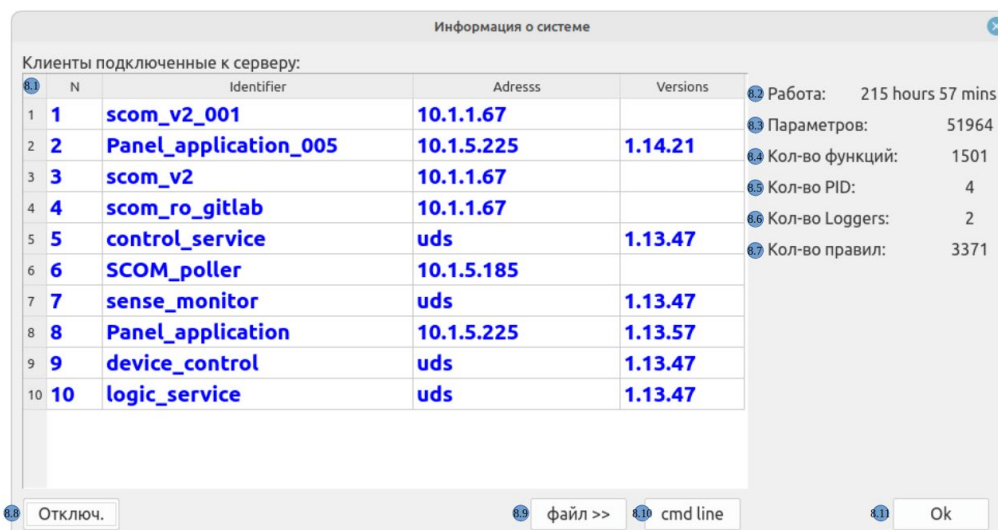 Информация о системе
Клиенты подключенные к серверу:
8.1 N Identifier Adresss Versions
1 1 scom_v2_001 10.1.1.67
2 2 Panel_application_005 10.1.5.225 1.14.21
3 3 scom_v2 10.1.1.67
4 4 scom_ro_gitlab 10.1.1.67
5 5 control_service uds 1.13.47
6 6 SCOM_poller 10.1.5.185
7 7 sense_monitor uds 1.13.47
8 8 Panel_application 10.1.5.225 1.13.57
9 9 device_control uds 1.13.47
10 10 logic_service uds 1.13.47
8.2 Работа: 215 hours 57 mins
8.3 Параметров: 51964
8.4 Кол-во функций: 1501
8.5 Кол-во PID: 4
8.6 Кол-во Loggers: 2
8.7 Кол-во правил: 3371
8.8 Отключ. 8.9 файл >> 8.10 cmd line 8.11 Ok